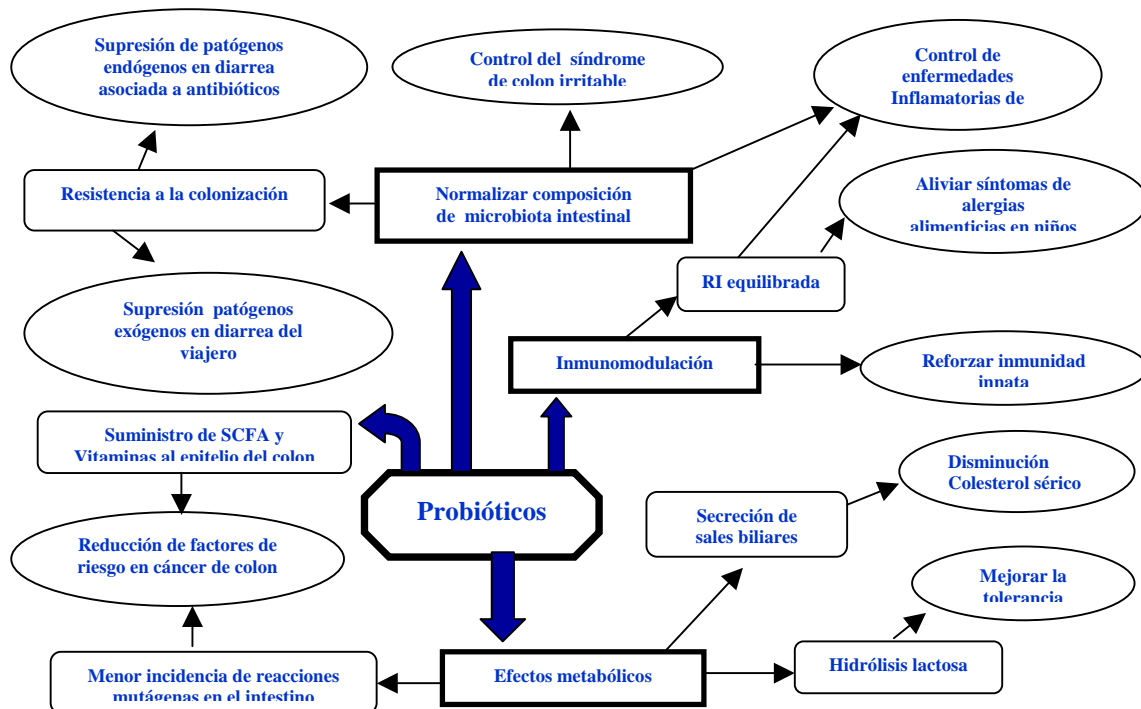 Supresión de patógenos
endógenos en diarrea
asociada a antibióticos
Control del síndrome
de colon irritable
Control de
enfermedades
Inflamatorias de
Resistencia a la colonización
Normalizar composición
de microbiota intestinal
Aliviar síntomas de
alergias
alimenticias en niños
RI equilibrada
Supresión patógenos
exógenos en diarrea del
viajero
Inmunomodulación
Reforzar inmunidad
innata
Suministro de SCFA y
Vitaminas al epitelio del colon
Probióticos
Disminución
Colesterol sérico
Secreción de
sales biliares
Reducción de factores de
riesgo en cáncer de colon
Mejorar la
tolerancia
Menor incidencia de reacciones
mutágenas en el intestino
Efectos metabólicos
Hidrólisis lactosa